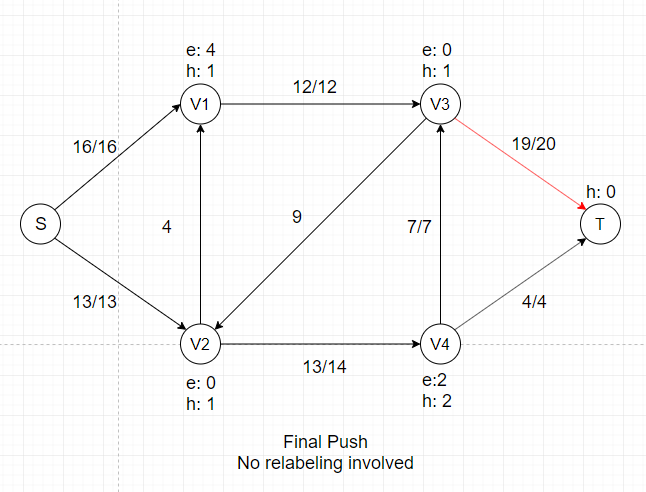 e: 4
h: 1
e: 0
h: 1
12/12
V1
V3
16/16
19/20
h: 0
S
4
9
7/7
T
13/13
4/4
V2
V4
13/14
e: 0
h: 1
e:2
h: 2
Final Push
No relabeling involved